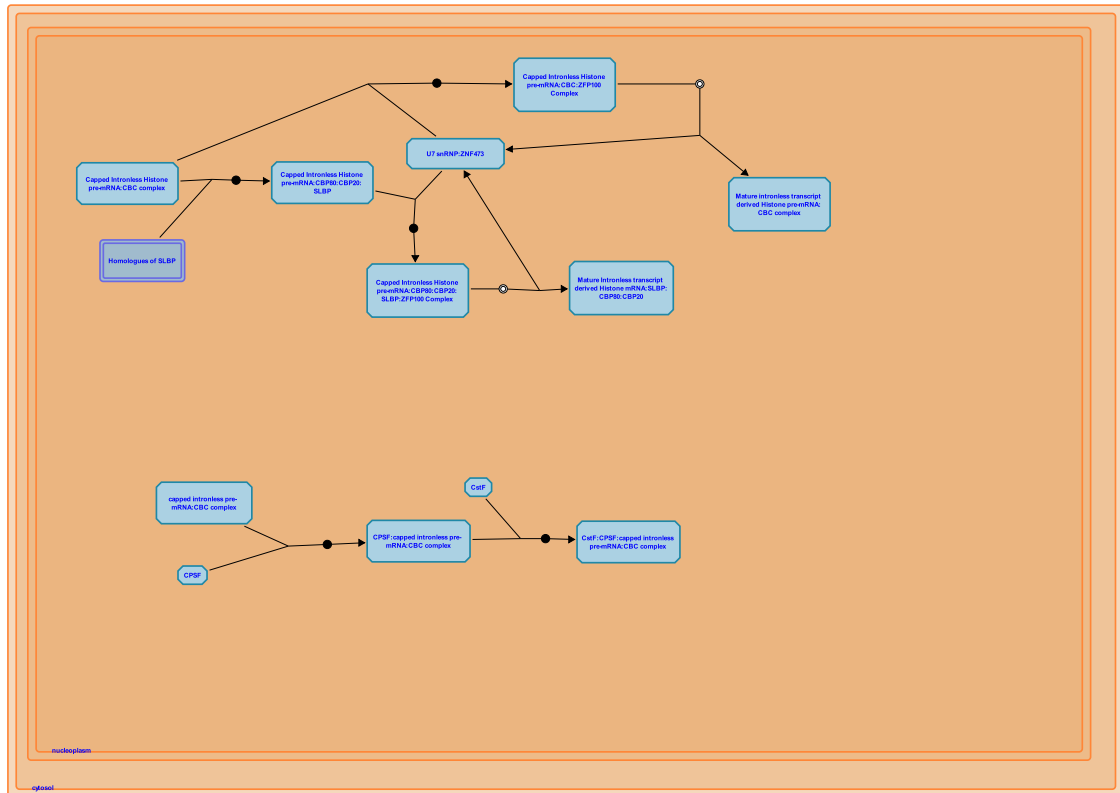 Capped Intronless Histone
pre-mRNA:CBC:ZFP100
Complex
U7 snRNP:ZNF473
Capped Intronless Histone
pre-mRNA:CBC complex
Capped Intronless Histone
pre-mRNA:CBP80:CBP20:
SLBP
Mature intronless transcript
derived Histone pre-mRNA:
CBC complex
Homologues of SLBP
Capped Intronless Histone
pre-mRNA:CBP80:CBP20:
SLBP:ZFP100 Complex
Mature Intronless transcript
derived Histone mRNA:SLBP:
CBP80:CBP20
capped intronless pre-
mRNA:CBC complex
CstF
CPSF:capped intronless pre-
mRNA:CBC complex
CstF:CPSF:capped intronless
pre-mRNA:CBC complex
CPSF
nucleoplasm
cytosol